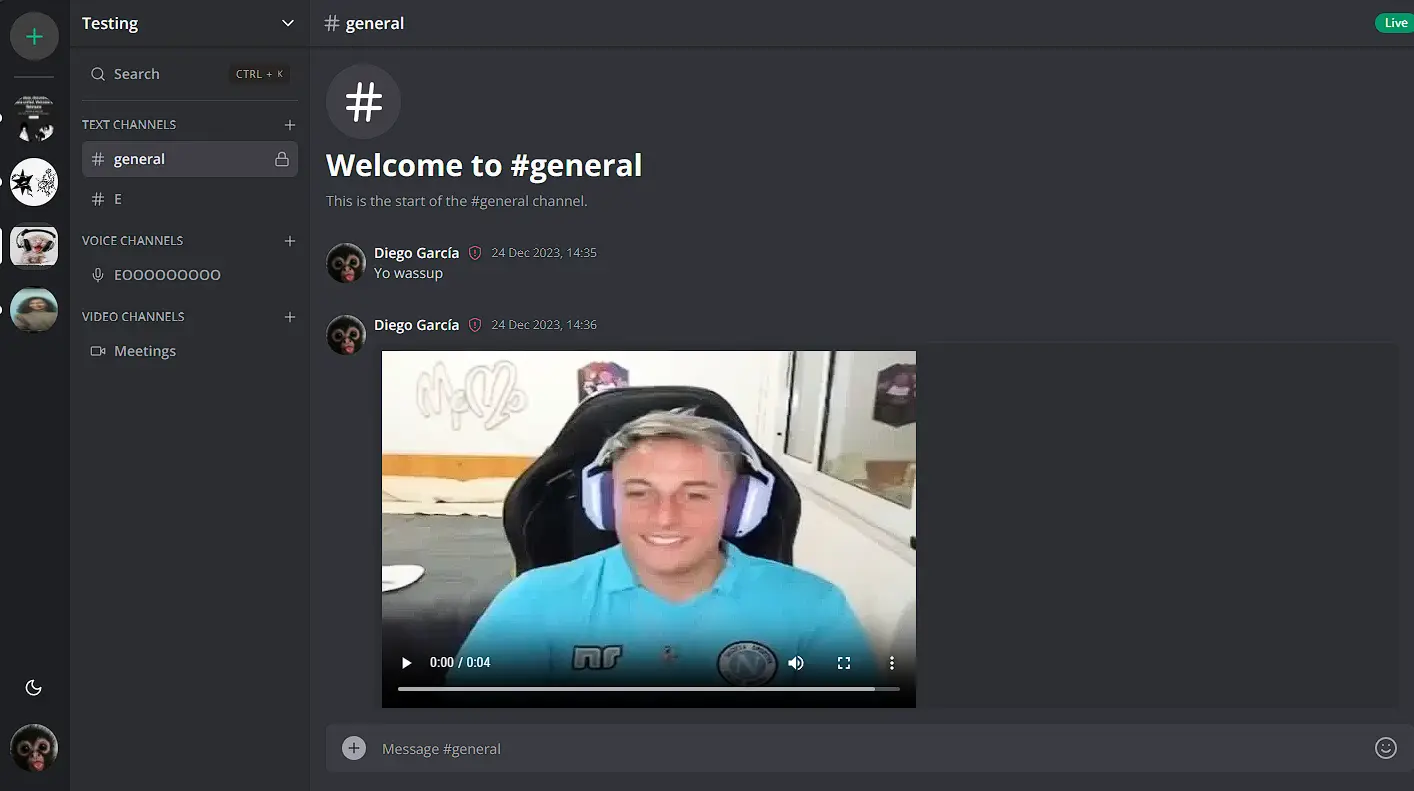 Testing
Search
CTRL + K
TEXT CHANNELS
general
E
VOICE CHANNELS
EOOOOOOOOO
VIDEO CHANNELS
Meetings
# general
Live
#
Welcome to #general
This is the start of the #general channel.
Diego García 24 Dec 2023, 14:35
Yo wassup
Diego García 24 Dec 2023, 14:36
nr
N
0:00 / 0:04
Message #general